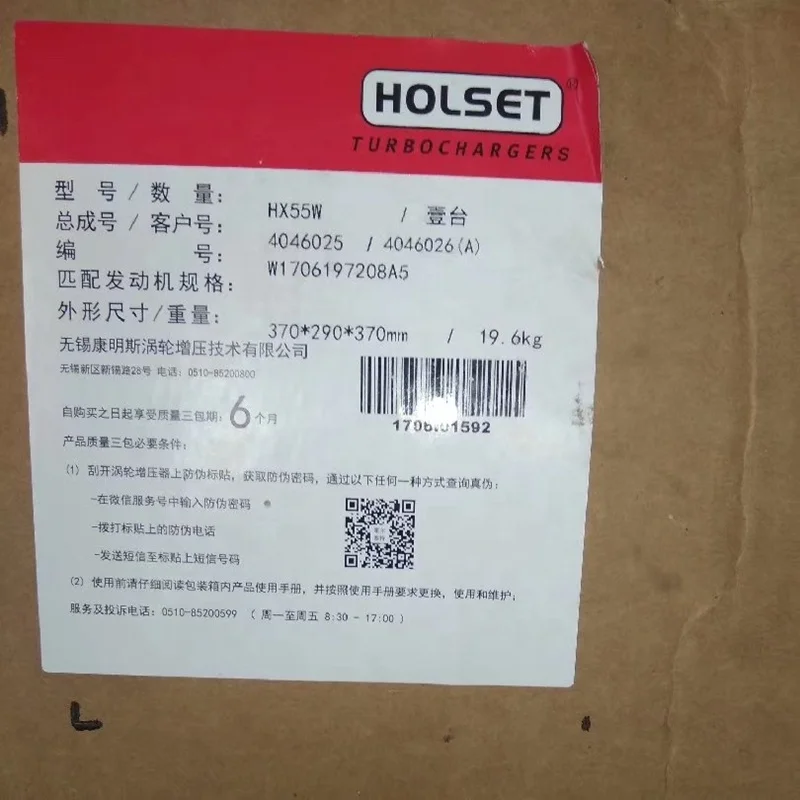 HOLSET®
TURBOCHARGERS
型 号 / 数 量： HX55W / 壹台
总成号 / 客户号： 4046025 / 4046026(A)
编 号： W1706197208A5
匹配发动机规格：
外形尺寸/重量： 370*290*370mm / 19.6kg
无锡康明斯涡轮增压技术有限公司
无锡新区新锡路28号 电话：0510-85200800
自购买之日起享受质量三包期：6个月
产品质量三包必要条件：
(1) 刮开涡轮增压器上防伪标贴，获取防伪密码，通过以下任何一种方式查询真伪：
-在微信服务号中输入防伪密码
-拨打标贴上的防伪电话
-发送短信至标贴上短信号码
(2) 使用前请仔细阅读包装箱内产品使用手册，并按照使用手册要求更换，使用和维护；
服务及投诉电话：0510-85200599 （ 周一至周五 8:30 - 17:00 ）